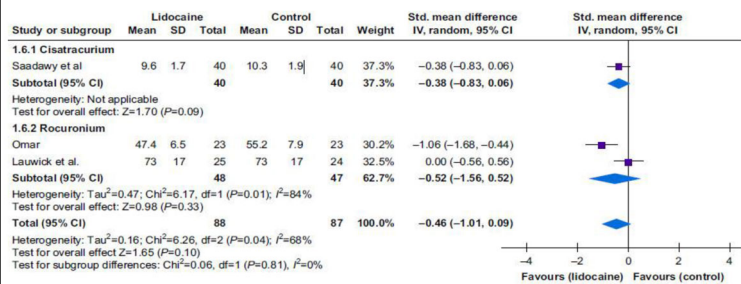 Lidocaine Control Std. mean difference Std. mean difference
Study or subgroup Mean SD Total Mean SD Total Weight IV, random, 95% CI IV, random, 95% CI
1.6.1 Cisatracurium
Saadawy et al 9.6 1.7 40 10.3 1.9 40 37.3% −0.38 (−0.83, 0.06)
Subtotal (95% CI) 40 40 37.3% −0.38 (−0.83, 0.06)
Heterogeneity: Not applicable
Test for overall effect: Z=1.70 (P=0.09)
1.6.2 Rocuronium
Omar 47.4 6.5 23 55.2 7.9 23 30.2% −1.06 (−1.68, −0.44)
Lauwick et al. 73 17 25 73 17 24 32.5% 0.00 (−0.56, 0.56)
Subtotal (95% CI) 48 47 62.7% −0.52 (−1.56, 0.52)
Heterogeneity: Tau²=0.47; Chi²=6.17, df=1 (P=0.01); I²=84%
Test for overall effect: Z=0.98 (P=0.33)
Total (95% CI) 88 87 100.0% −0.46 (−1.01, 0.09)
Heterogeneity: Tau²=0.16; Chi²=6.26, df=2 (P=0.04); I²=68%
Test for overall effect Z=1.65 (P=0.10)
Test for subgroup differences: Chi²=0.06, df=1 (P=0.81), I²=0%
−4 −2 0 2 4
Favours (lidocaine) Favours (control)